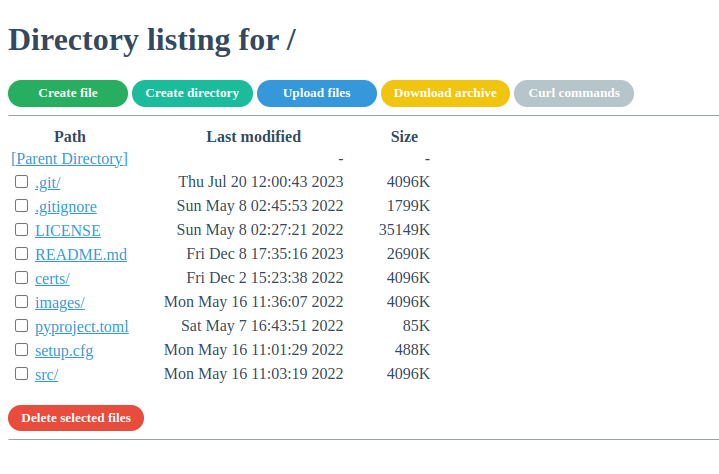 Directory listing for /
Create file Create directory Upload files Download archive Curl commands
Path Last modified Size
[Parent Directory] - -
.git/ Thu Jul 20 12:00:43 2023 4096K
.gitignore Sun May 8 02:45:53 2022 1799K
LICENSE Sun May 8 02:27:21 2022 35149K
README.md Fri Dec 8 17:35:16 2023 2690K
certs/ Fri Dec 2 15:23:38 2022 4096K
images/ Mon May 16 11:36:07 2022 4096K
pyproject.toml Sat May 7 16:43:51 2022 85K
setup.cfg Mon May 16 11:01:29 2022 488K
src/ Mon May 16 11:03:19 2022 4096K
Delete selected files